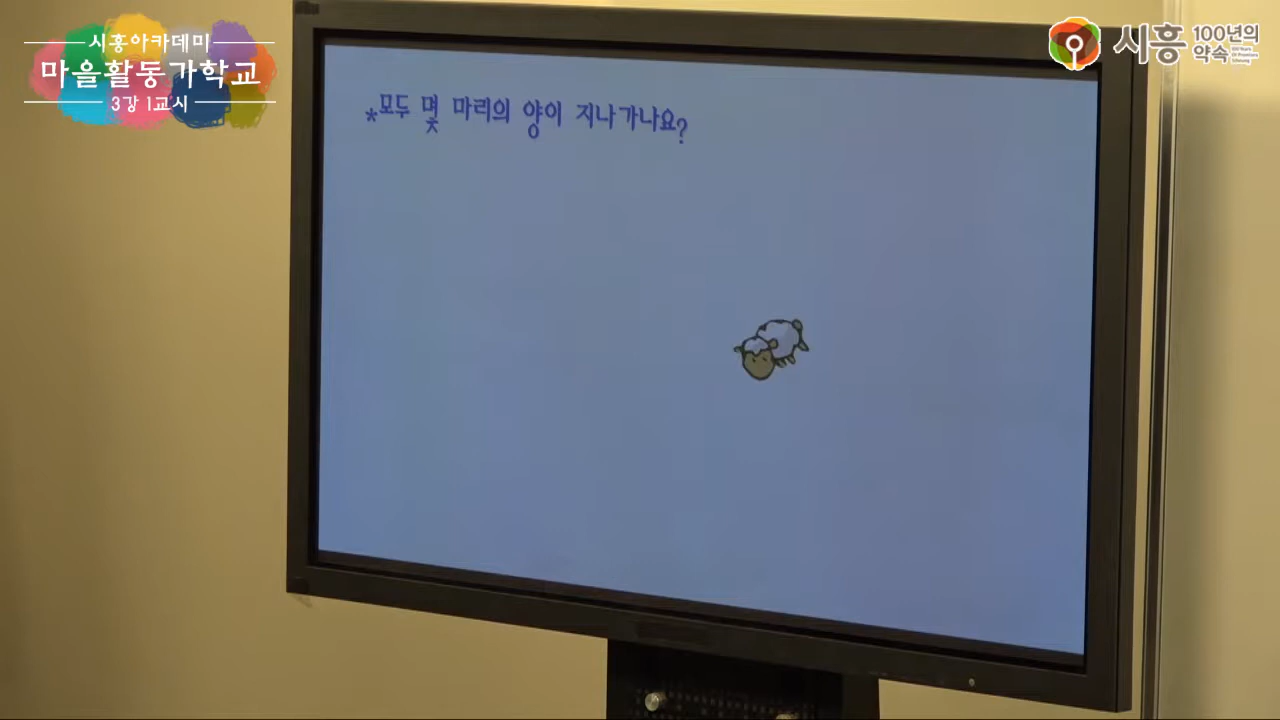 시흥아카데미
마을활동가학교
3강 1교시
시흥
100년의
약속
*모두 몇 마리의 양이 지나가나요?